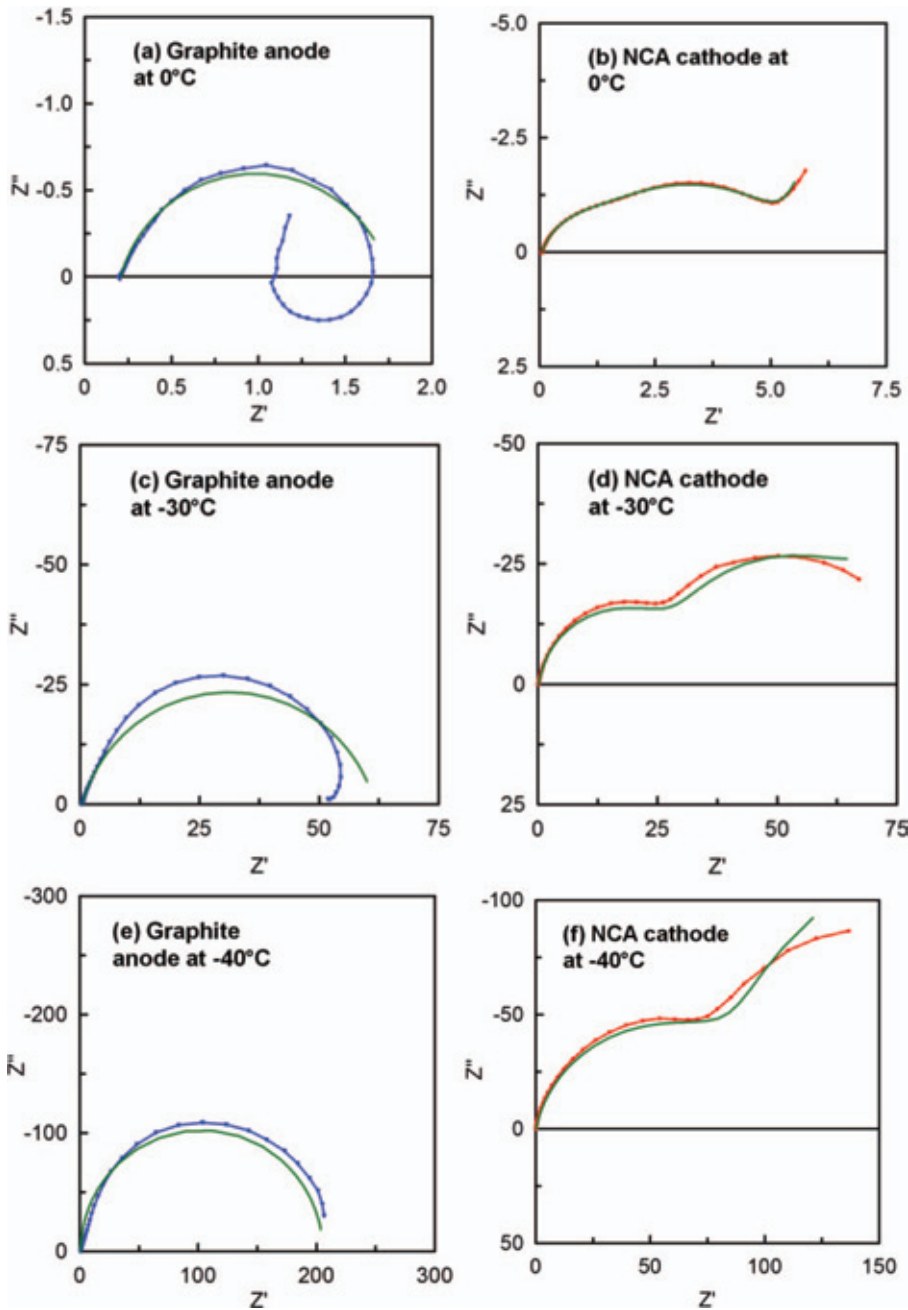 -1.5
(a) Graphite anode
at 0°C
-1.0
Z"
-0.5
0
0.5
0
0.5
1.0
1.5
2.0
Z'
-5.0
(b) NCA cathode at
0°C
-2.5
Z"
0
2.5
0
2.5
5.0
7.5
Z'
-75
(c) Graphite anode
at -30°C
-50
Z"
-25
0
0
25
50
75
Z'
-50
(d) NCA cathode
at -30°C
-25
Z"
0
25
0
25
50
75
Z'
-300
(e) Graphite
anode at -40°C
-200
Z"
-100
0
0
100
200
300
Z'
-100
(f) NCA cathode
at -40°C
-50
Z"
0
50
0
50
100
150
Z'